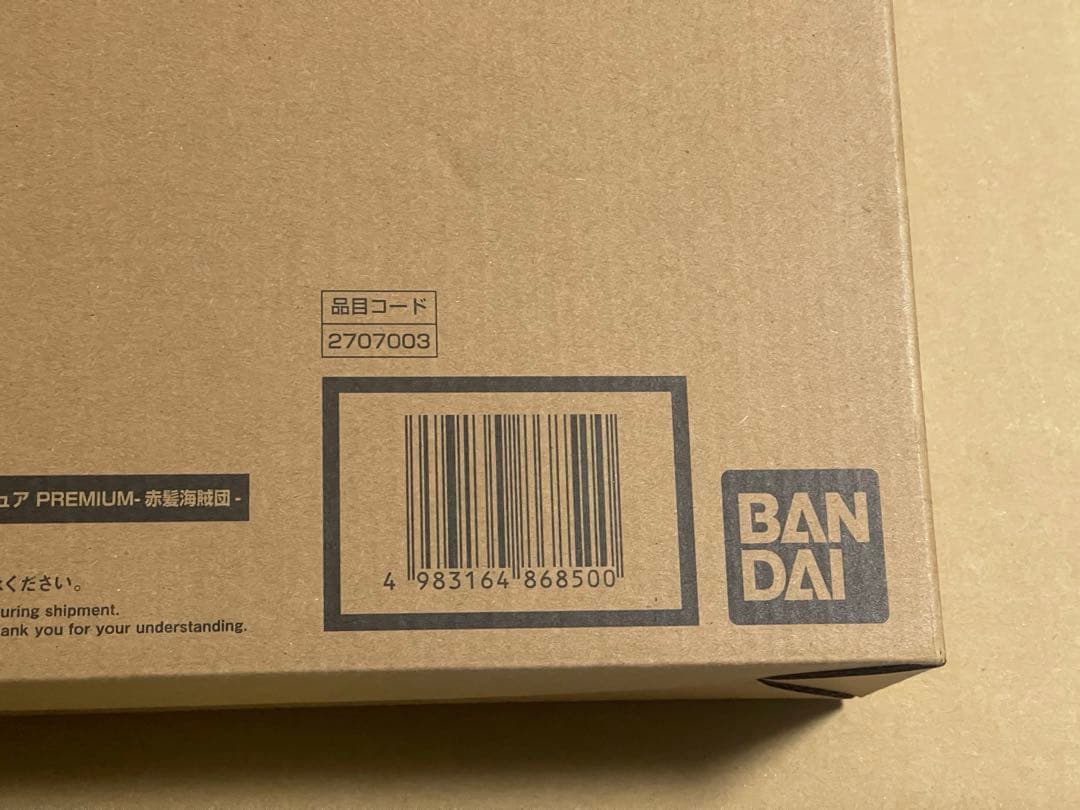 品目コード
2707003
ュア PREMIUM-赤髪海賊団-
ください。
uring shipment.
ank you for your understanding.
4 983164 868500
BAN
DAI